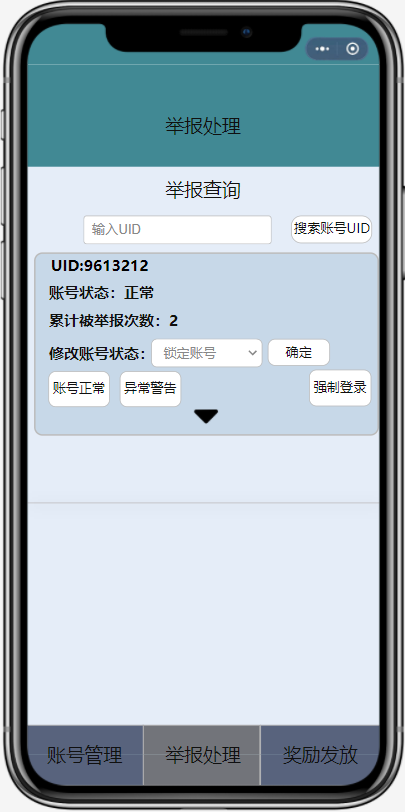 举报处理
举报查询
输入UID 搜索账号UID
UID:9613212
账号状态：正常
累计被举报次数：2
修改账号状态： 锁定账号 确定
账号正常 异常警告 强制登录
账号管理 举报处理 奖励发放